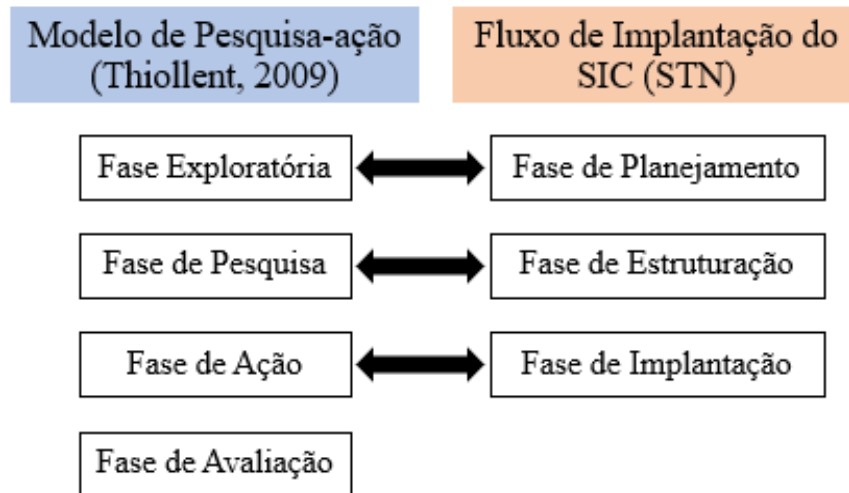 Modelo de Pesquisa-ação
(Thiollent, 2009)
Fluxo de Implantação do
SIC (STN)
Fase Exploratória
Fase de Planejamento
Fase de Pesquisa
Fase de Estruturação
Fase de Ação
Fase de Implantação
Fase de Avaliação